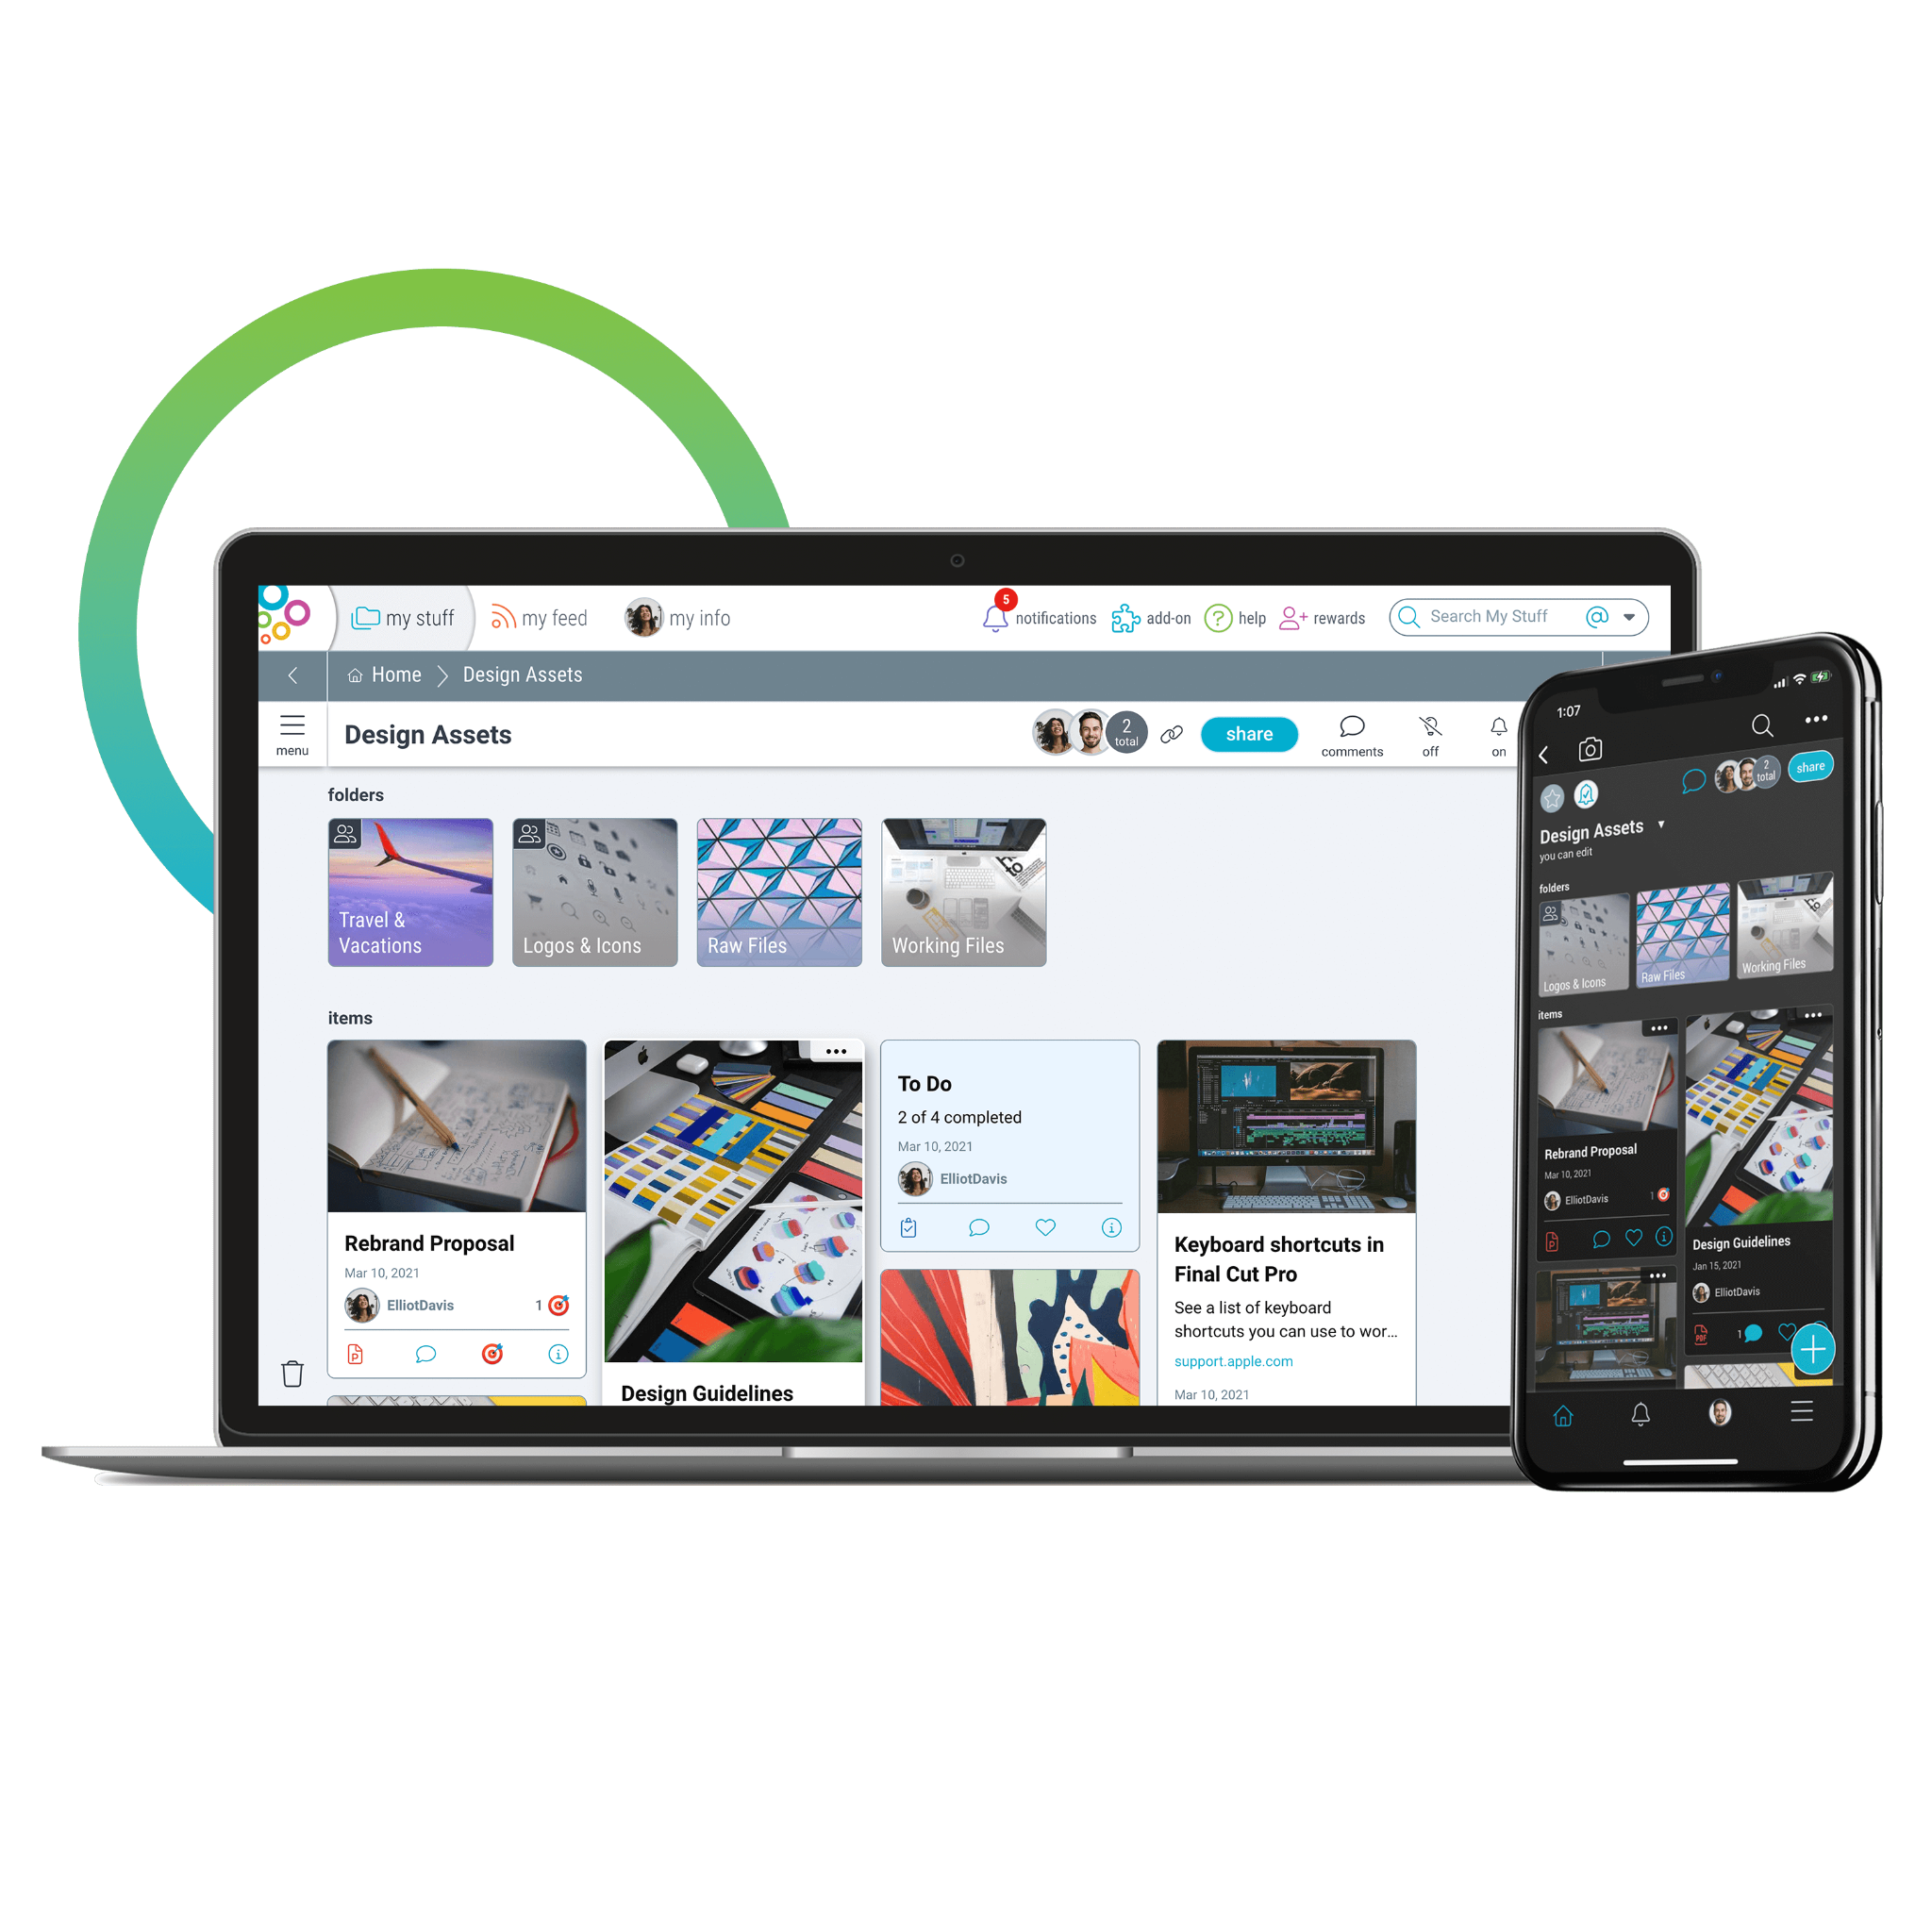 my stuff
my feed
my info
5
notifications
add-on
help
rewards
Search My Stuff
Home
Design Assets
menu
Design Assets
2
total
share
comments
off
on
folders
Travel &
Vacations
Logos & Icons
Raw Files
Working Files
items
Rebrand Proposal
Mar 10, 2021
ElliotDavis
1
P
Design Guidelines
To Do
2 of 4 completed
Mar 10, 2021
ElliotDavis
Keyboard shortcuts in
Final Cut Pro
See a list of keyboard
shortcuts you can use to wor...
support.apple.com
Mar 10, 2021
1:07
2
total
share
Design Assets
you can edit
folders
Logos & Icons
Raw Files
Working Files
items
Rebrand Proposal
Mar 10, 2021
ElliotDavis
1
P
Design Guidelines
Jan 15, 2021
ElliotDavis
PDF
1